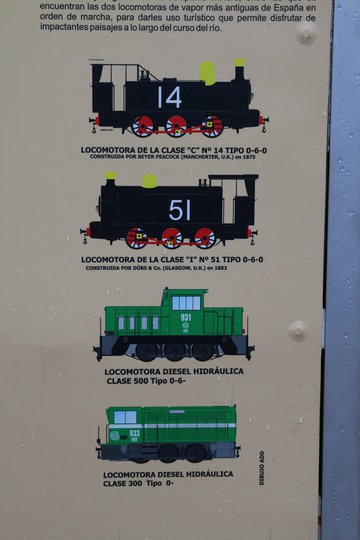 encuentran las dos locomotoras de vapor más antiguas de España en
orden de marcha, para darles uso turístico que permite disfrutar de
impactantes paisajes a lo largo del curso del río.
14
LOCOMOTORA DE LA CLASE "C" Nº 14 TIPO 0-6-0
CONSTRUIDA POR BEYER PEACOCK (MANCHERTER, U.K.) en 1875
51
LOCOMOTORA DE LA CLASE "I" Nº 51 TIPO 0-6-0
CONSTRUIDA POR DÜBS & Co. (GLASGOW, U.K.) en 1883
931
LOCOMOTORA DIESEL HIDRÁULICA
CLASE 500 Tipo 0-6-
933
LOCOMOTORA DIESEL HIDRÁULICA
CLASE 300 Tipo 0-
DIBUJO ADD